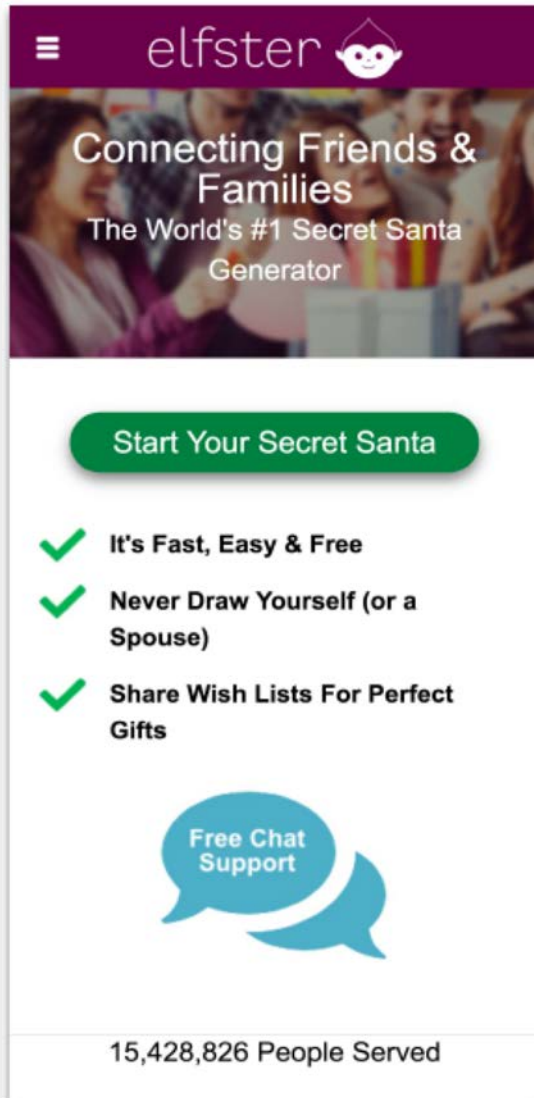 elfster
Connecting Friends &
Families
The World's #1 Secret Santa
Generator
Start Your Secret Santa
It's Fast, Easy & Free
Never Draw Yourself (or a
Spouse)
Share Wish Lists For Perfect
Gifts
Free Chat
Support
15,428,826 People Served